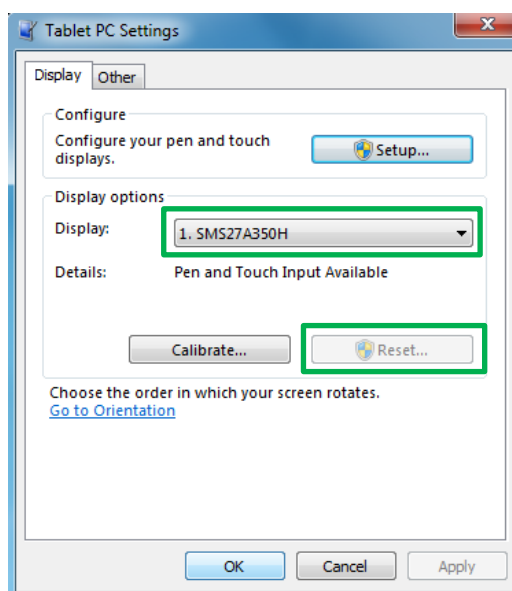 Tablet PC Settings
Display
Other
Configure
Configure your pen and touch
displays.
Setup...
Display options
Display:
1. SMS27A350H
Details:
Pen and Touch Input Available
Calibrate...
Reset...
Choose the order in which your screen rotates.
Go to Orientation
OK
Cancel
Apply